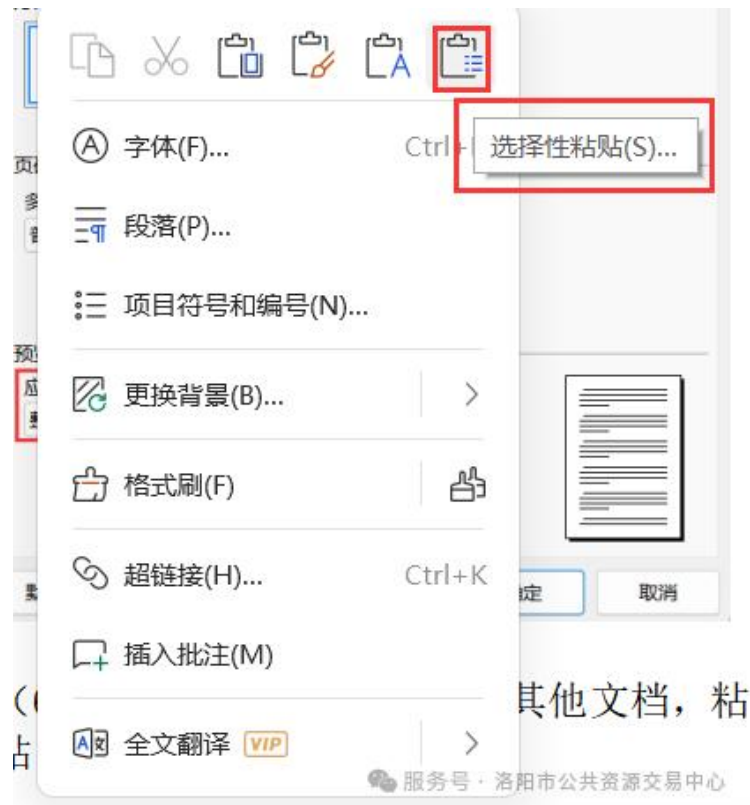 字体(F)...
Ctrl+
选择性粘贴(S)...
段落(P)...
项目符号和编号(N)...
预
应
更换背景(B)...
格式刷(F)
超链接(H)... Ctrl+K
定
取消
插入批注(M)
其他文档，粘
全文翻译 VIP
服务号 · 洛阳市公共资源交易中心